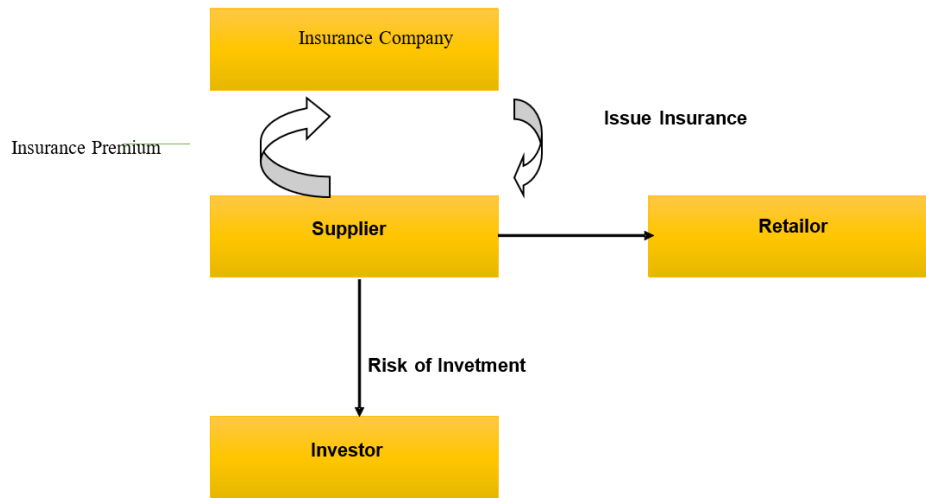 Insurance Company
Issue Insurance
Insurance Premium
Supplier
Retailor
Risk of Invetment
Investor